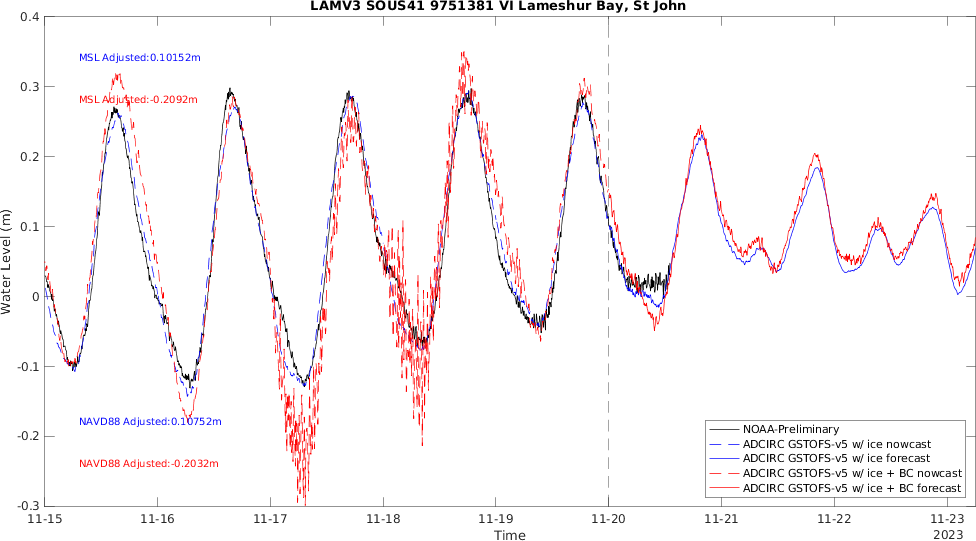 LAMV3 SOUS41 9751381 VI Lameshur Bay, St John
0.4
0.3
0.2
0.1
0
-0.1
-0.2
-0.3
Water Level (m)
MSL Adjusted:0.10152m
MSL Adjusted:-0.2092m
NAVD88 Adjusted:0.10752m
NAVD88 Adjusted:-0.2032m
NOAA-Preliminary
ADCIRC GSTOFS-v5 w/ ice nowcast
ADCIRC GSTOFS-v5 w/ ice forecast
ADCIRC GSTOFS-v5 w/ ice + BC nowcast
ADCIRC GSTOFS-v5 w/ ice + BC forecast
11-15 11-16 11-17 11-18 11-19 11-20 11-21 11-22 11-23
2023
Time